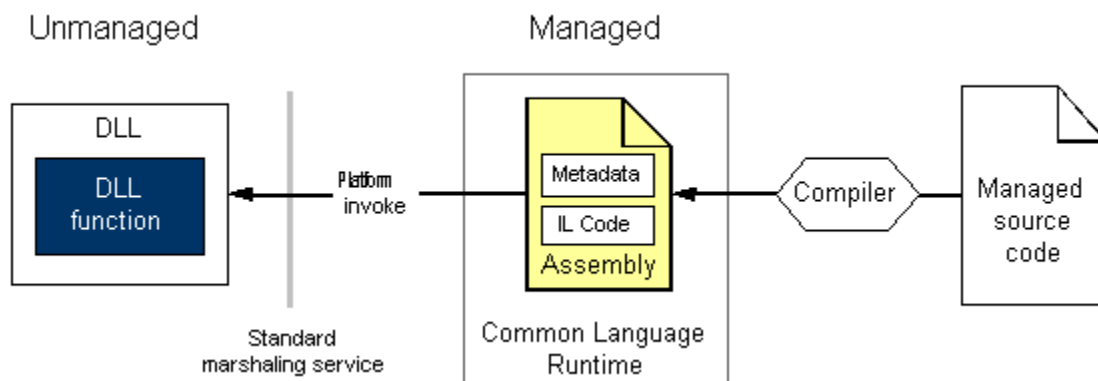 Unmanaged
Managed
DLL
DLL
function
Platform
invoke
Standard
marshaling service
Metadata
IL Code
Assembly
Common Language
Runtime
Compiler
Managed
source
code